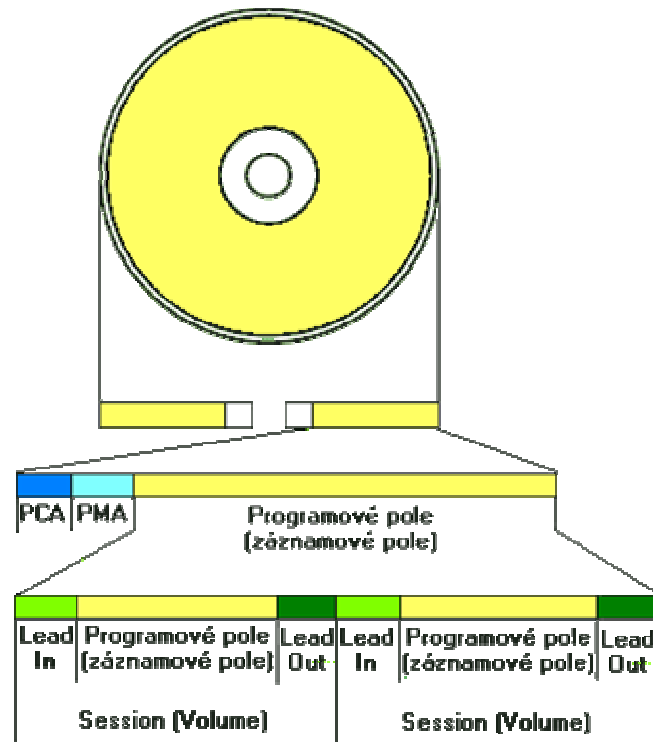 PCA PMA Programové pole
(záznamové pole)
Lead In
Programové pole
(záznamové pole)
Lead Out
Lead In
Programové pole
(záznamové pole)
Lead Out
Session (Volume)
Session (Volume)